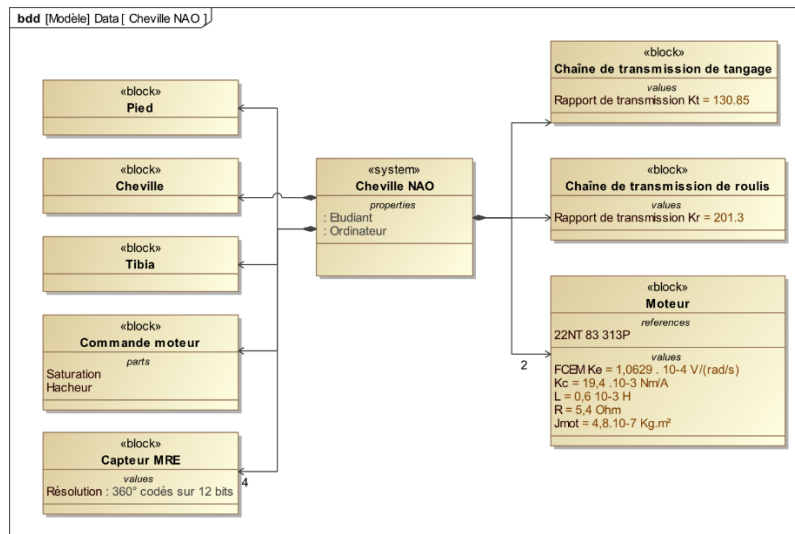 bdd [Modèle] Data [ Cheville NAO ]
«block»
Pied
«block»
Cheville
«block»
Tibia
«block»
Commande moteur
parts
Saturation
Hacheur
«block»
Capteur MRE
values
Résolution : 360° codés sur 12 bits
4
«system»
Cheville NAO
properties
: Etudiant
: Ordinateur
«block»
Chaîne de transmission de tangage
values
Rapport de transmission Kt = 130.85
«block»
Chaîne de transmission de roulis
values
Rapport de transmission Kr = 201.3
«block»
Moteur
references
22NT 83 313P
values
FCEM Ke = 1,0629 . 10-4 V/(rad/s)
Kc = 19,4 .10-3 Nm/A
L = 0,6 10-3 H
R = 5,4 Ohm
Jmot = 4,8.10-7 Kg.m²
2